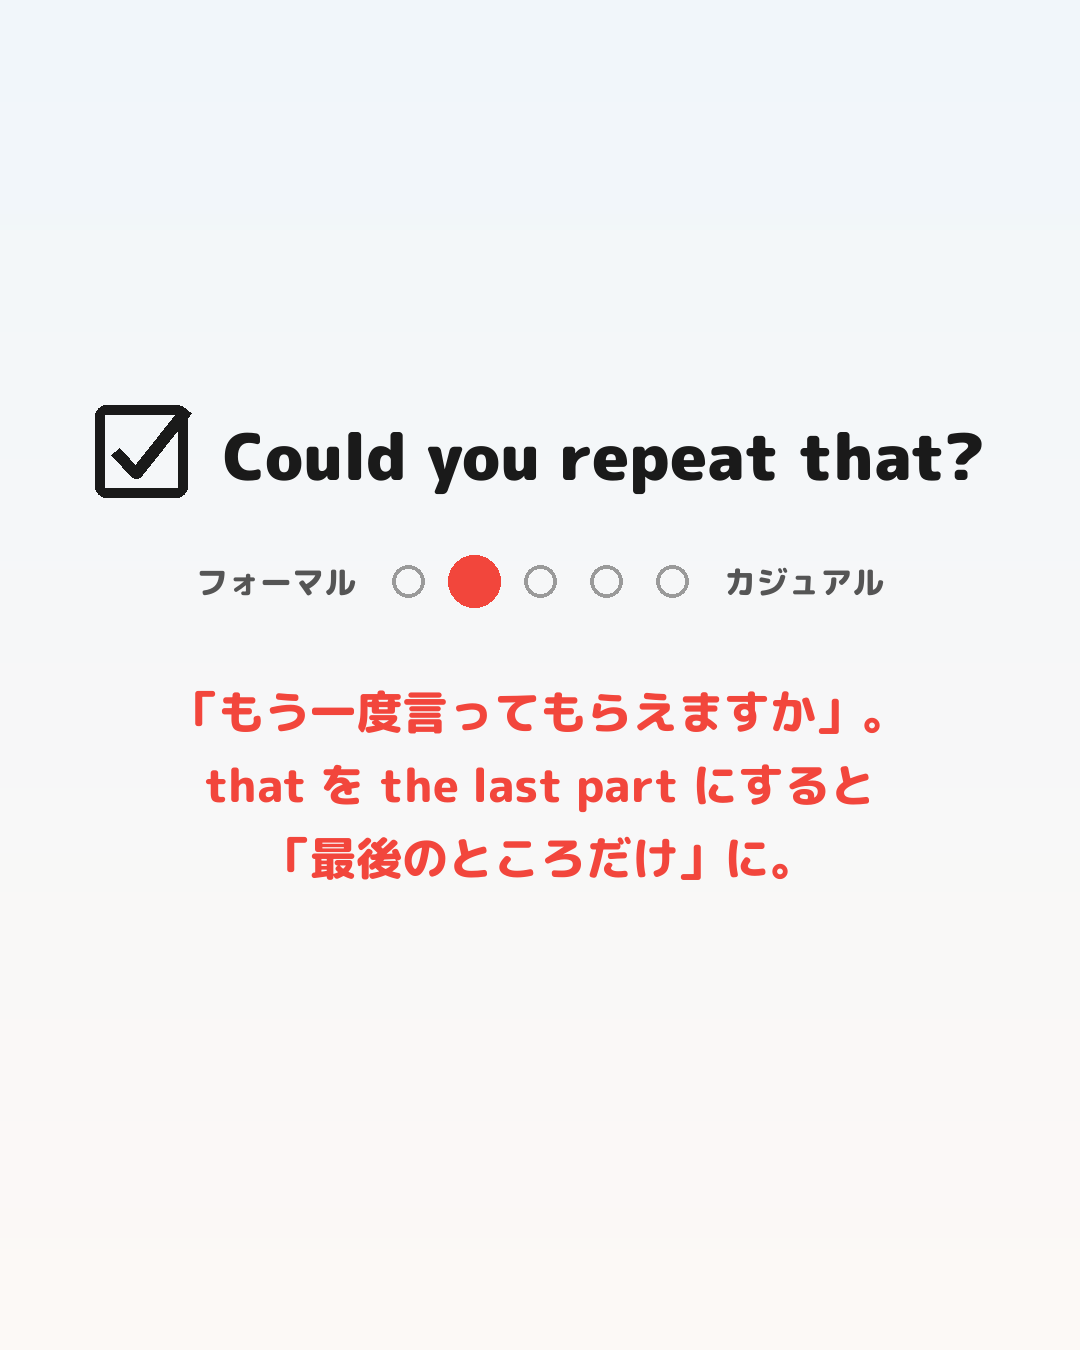 Could you repeat that?
フォーマル カジュアル
「もう一度言ってもらえますか」。
that を the last part にすると
「最後のところだけ」に。